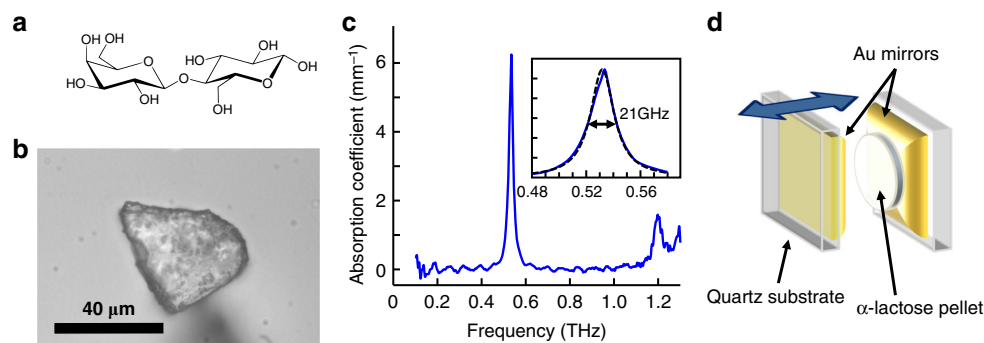 a
OH
OH
HO
OH
O
O
HO
OH
OH
O
OH
OH
b
40 μm
c
Absorption coefficient (mm⁻¹)
6
4
2
0
0
0.2
0.4
0.6
0.8
1.0
1.2
Frequency (THz)
21GHz
0.48
0.52
0.56
d
Au mirrors
Quartz substrate
α-lactose pellet